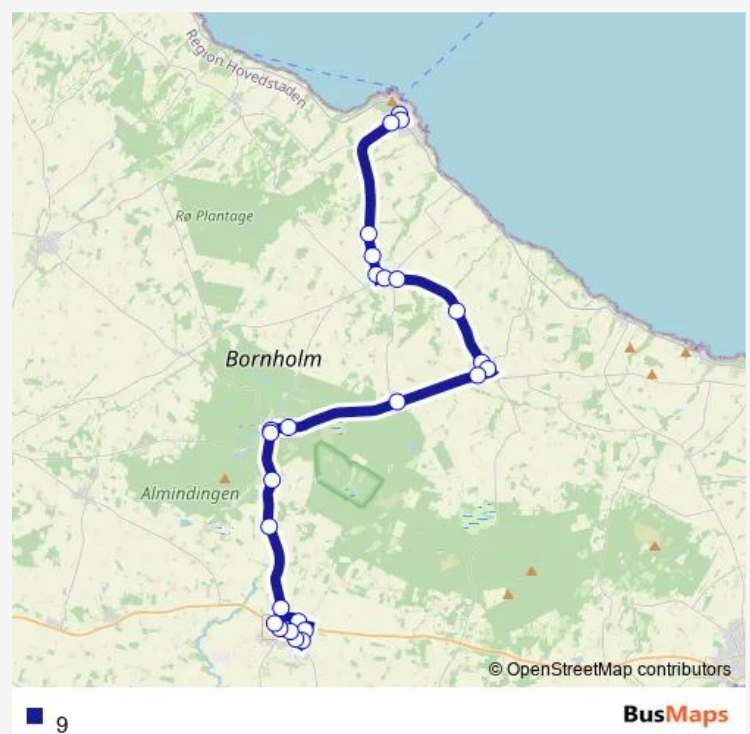 Region Hovedstaden
Rø Plantage
Bornholm
Almindingen
© OpenStreetMap contributors
9
BusMaps